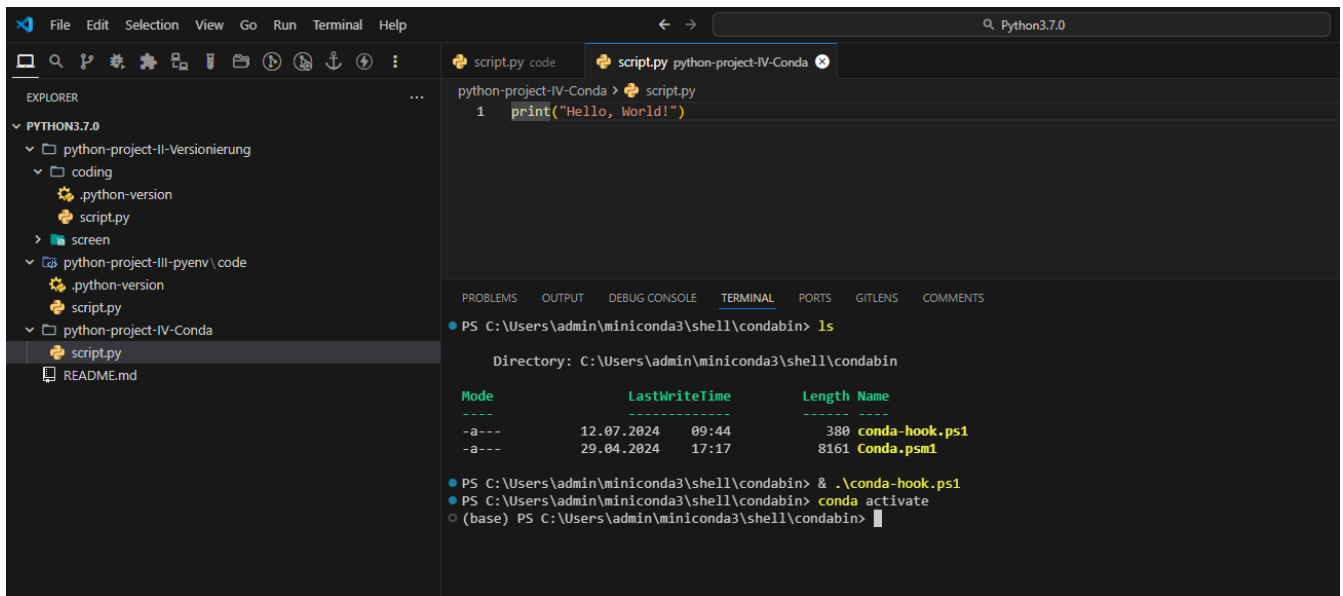 File Edit Selection View Go Run Terminal Help
Python3.7.0
EXPLORER
PYTHON3.7.0
python-project-II-Versionierung
coding
.python-version
script.py
screen
python-project-III-pyenv\code
.python-version
script.py
python-project-IV-Conda
script.py
README.md
script.py code script.py python-project-IV-Conda
python-project-IV-Conda > script.py
1 print("Hello, World!")
PROBLEMS OUTPUT DEBUG CONSOLE TERMINAL PORTS GITLENS COMMENTS
PS C:\Users\admin\miniconda3\shell\condabin> ls
Directory: C:\Users\admin\miniconda3\shell\condabin
Mode LastWriteTime Length Name
---- ------------- ------ ----
-a--- 12.07.2024 09:44 380 conda-hook.ps1
-a--- 29.04.2024 17:17 8161 Conda.psm1
PS C:\Users\admin\miniconda3\shell\condabin> & .\conda-hook.ps1
PS C:\Users\admin\miniconda3\shell\condabin> conda activate
(base) PS C:\Users\admin\miniconda3\shell\condabin>